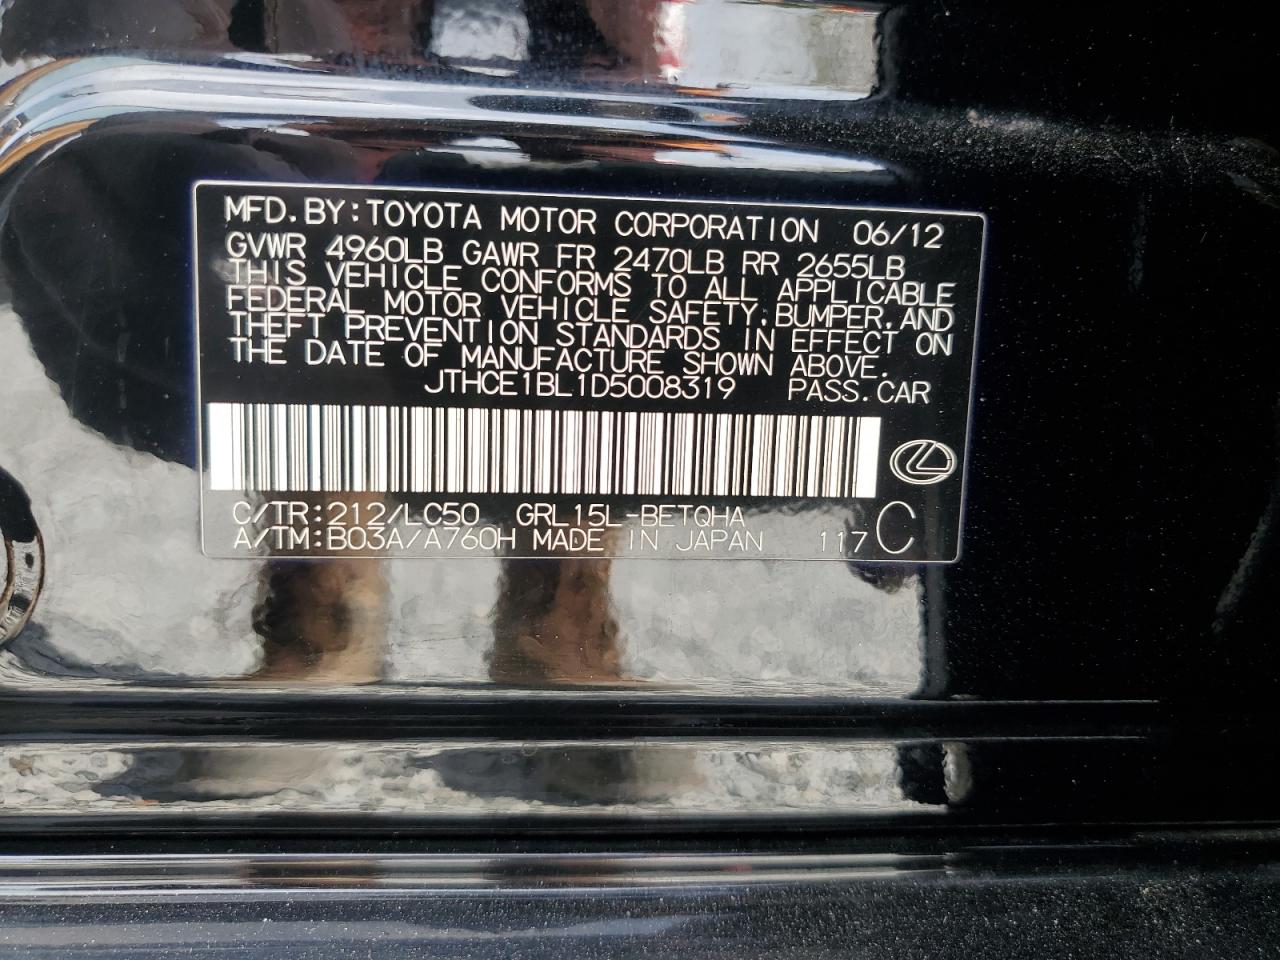 MFD.BY:TOYOTA MOTOR CORPORATION 06/12
GVWR 4960LB GAWR FR 2470LB RR 2655LB
THIS VEHICLE CONFORMS TO ALL APPLICABLE
FEDERAL MOTOR VEHICLE SAFETY,BUMPER,AND
THEFT PREVENTION STANDARDS IN EFFECT ON
THE DATE OF MANUFACTURE SHOWN ABOVE.
JTHCE1BL1D5008319 PASS.CAR
C/TR:212/LC50 GRL15L-BETQHA
A/TM:B03A/A760H MADE IN JAPAN 117 C